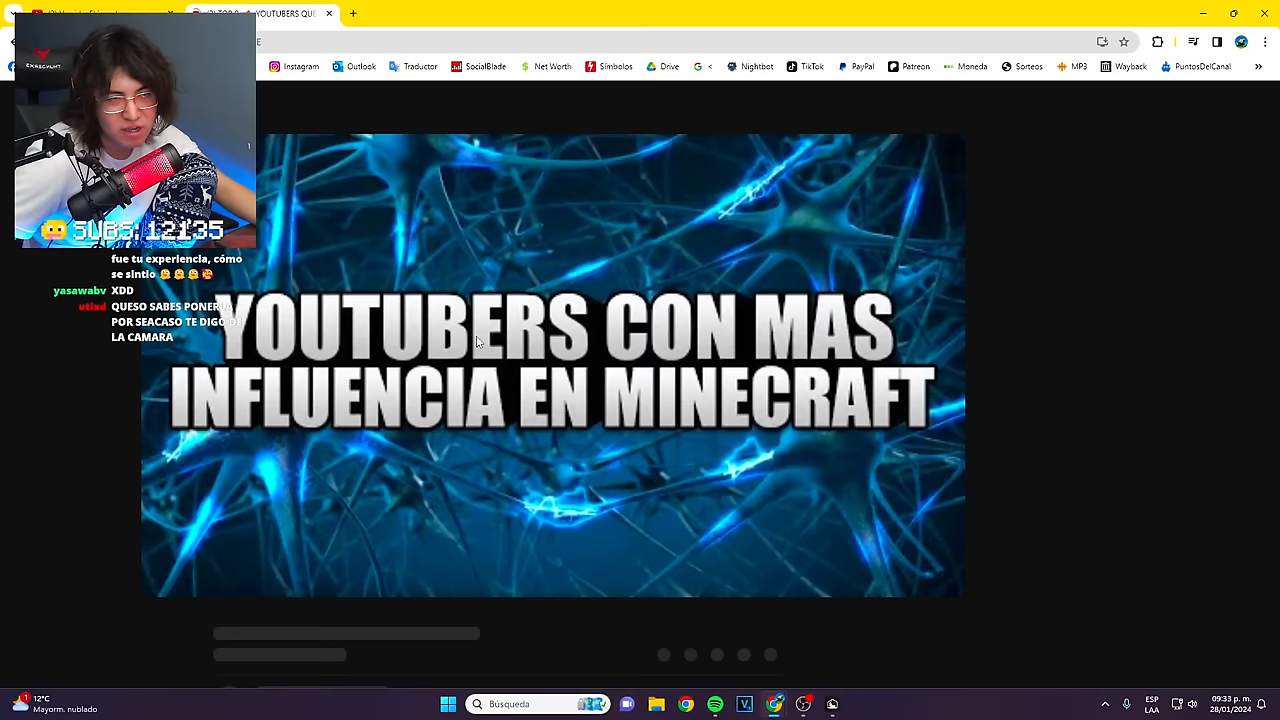 YOUTUBERS QUE
E
Instagram
Outlook
Traductor
SocialBlade
Net Worth
Símbolos
Drive
G <
Nightbot
TikTok
PayPal
Patreon
Moneda
Sorteos
MP3
Wayback
PuntosDelCanal
»
SUBS: 12135
fue tu experiencia, cómo
se sintio
yasawabv XDD
utixd QUESO SABES PONERLA
POR SEACASO TE DIGO DE
LA CAMARA
YOUTUBERS CON MAS
INFLUENCIA EN MINECRAFT
1
12°C
Mayorm. nublado
Búsqueda
ESP
LAA
09:33 p. m.
28/01/2024